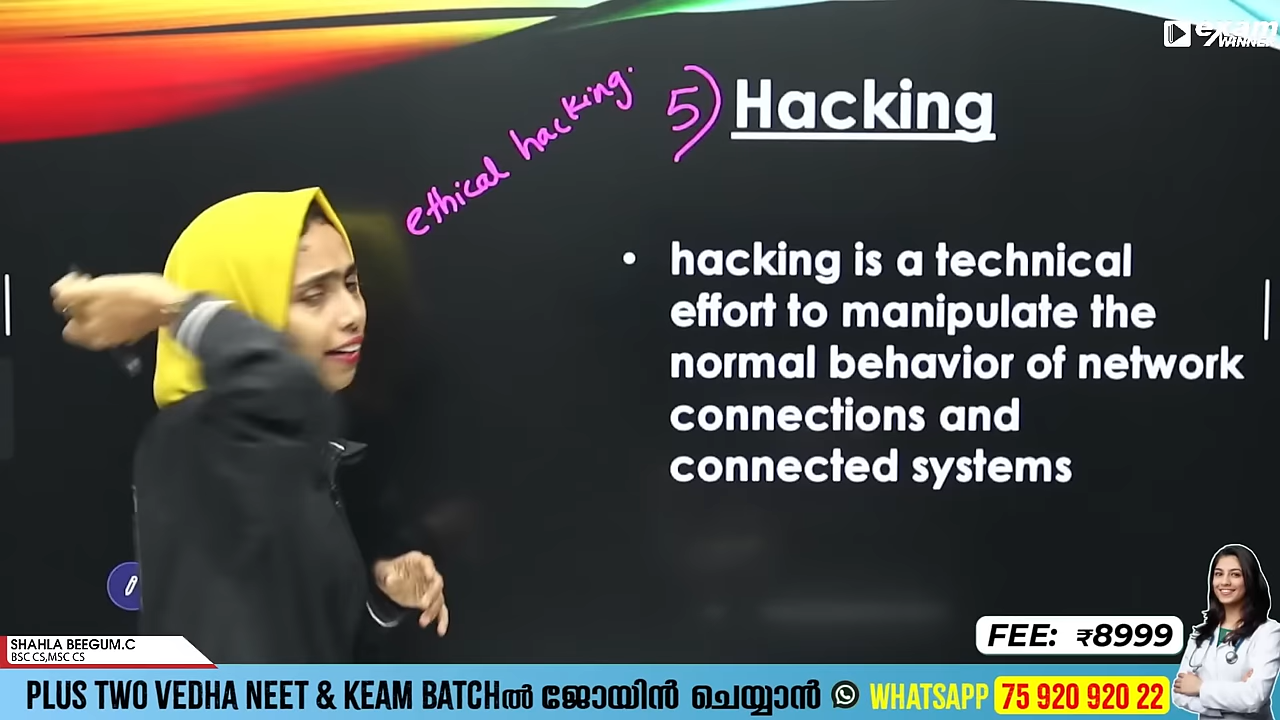 exam
WINNER
5) Hacking
ethical hacking.
• hacking is a technical
effort to manipulate the
normal behavior of network
connections and
connected systems
FEE: ₹8999
SHAHLA BEEGUM.C
BSC CS,MSC CS
PLUS TWO VEDHA NEET & KEAM BATCHൽ ജോയിൻ ചെയ്യാൻ WHATSAPP 75 920 920 22